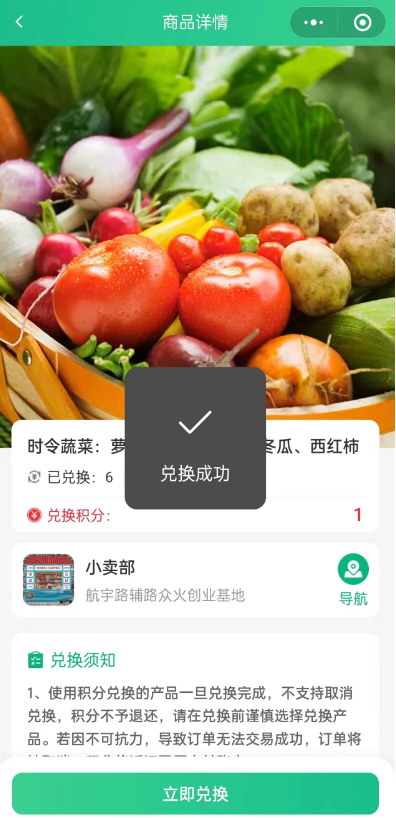 商品详情
时令蔬菜：萝
冬瓜、西红柿
已兑换：6
兑换成功
兑换积分：
1
小卖部
航宇路辅路众火创业基地
导航
兑换须知
1、使用积分兑换的产品一旦兑换完成，不支持取消
兑换，积分不予退还，请在兑换前谨慎选择兑换产
品。若因不可抗力，导致订单无法交易成功，订单将
立即兑换